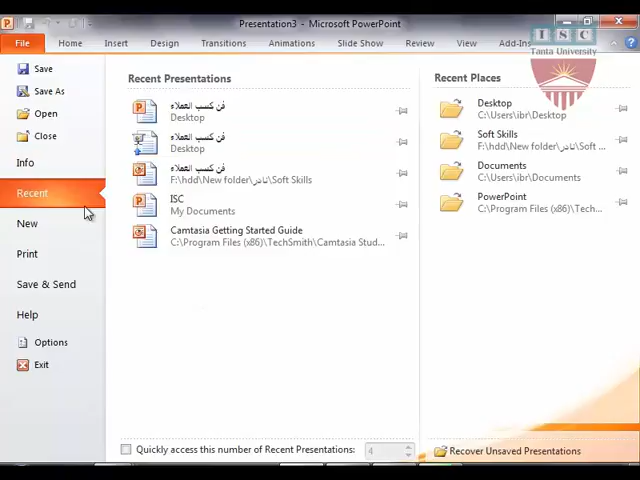 Presentation3 - Microsoft PowerPoint
File Home Insert Design Transitions Animations Slide Show Review View Add-Ins
I S C
Tanta University
Save
Save As
Open
Close
Info
Recent
New
Print
Save & Send
Help
Options
Exit
Recent Presentations
فن كسب العملاء
Desktop
فن كسب العملاء
Desktop
فن كسب العملاء
F:\hdd\New folder\نادر\Soft Skills
ISC
My Documents
Camtasia Getting Started Guide
C:\Program Files (x86)\TechSmith\Camtasia Stud...
Quickly access this number of Recent Presentations: 4
Recent Places
Desktop
C:\Users\ibr\Desktop
Soft Skills
F:\hdd\New folder\نادر\Soft ...
Documents
C:\Users\ibr\Documents
PowerPoint
C:\Program Files (x86)\Tech...
Recover Unsaved Presentations